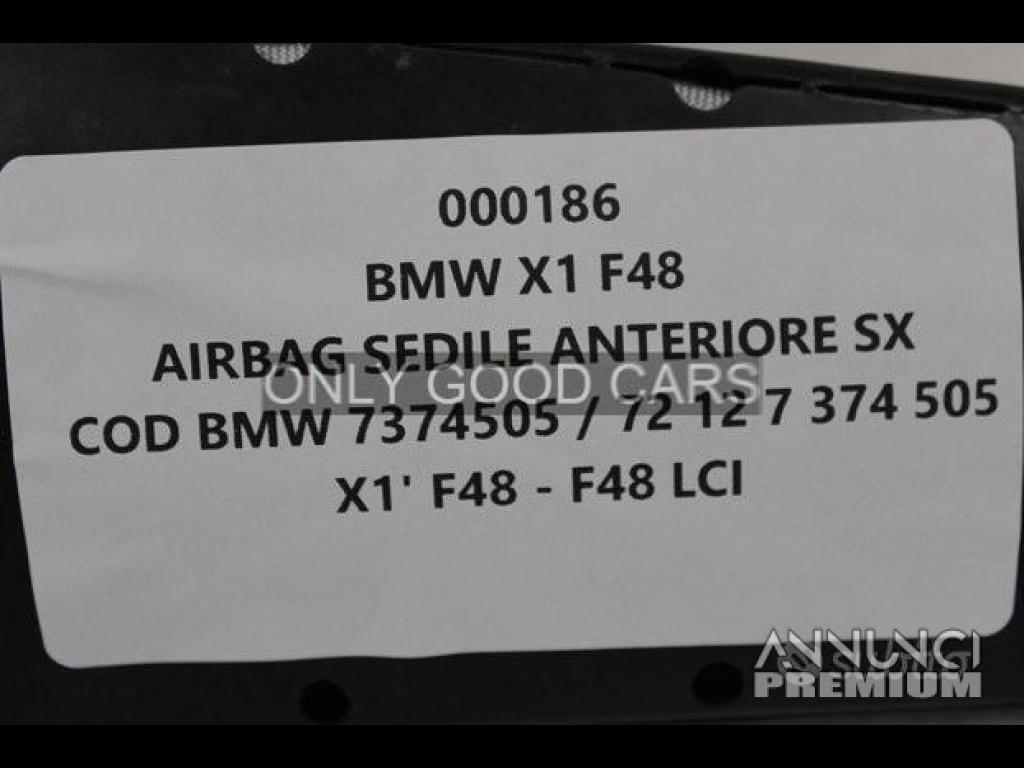 000186
BMW X1 F48
AIRBAG SEDILE ANTERIORE SX
ONLY GOOD CARS
COD BMW 7374505 / 72 12 7 374 505
X1' F48 - F48 LCI
ANNUNCI
PREMIUM